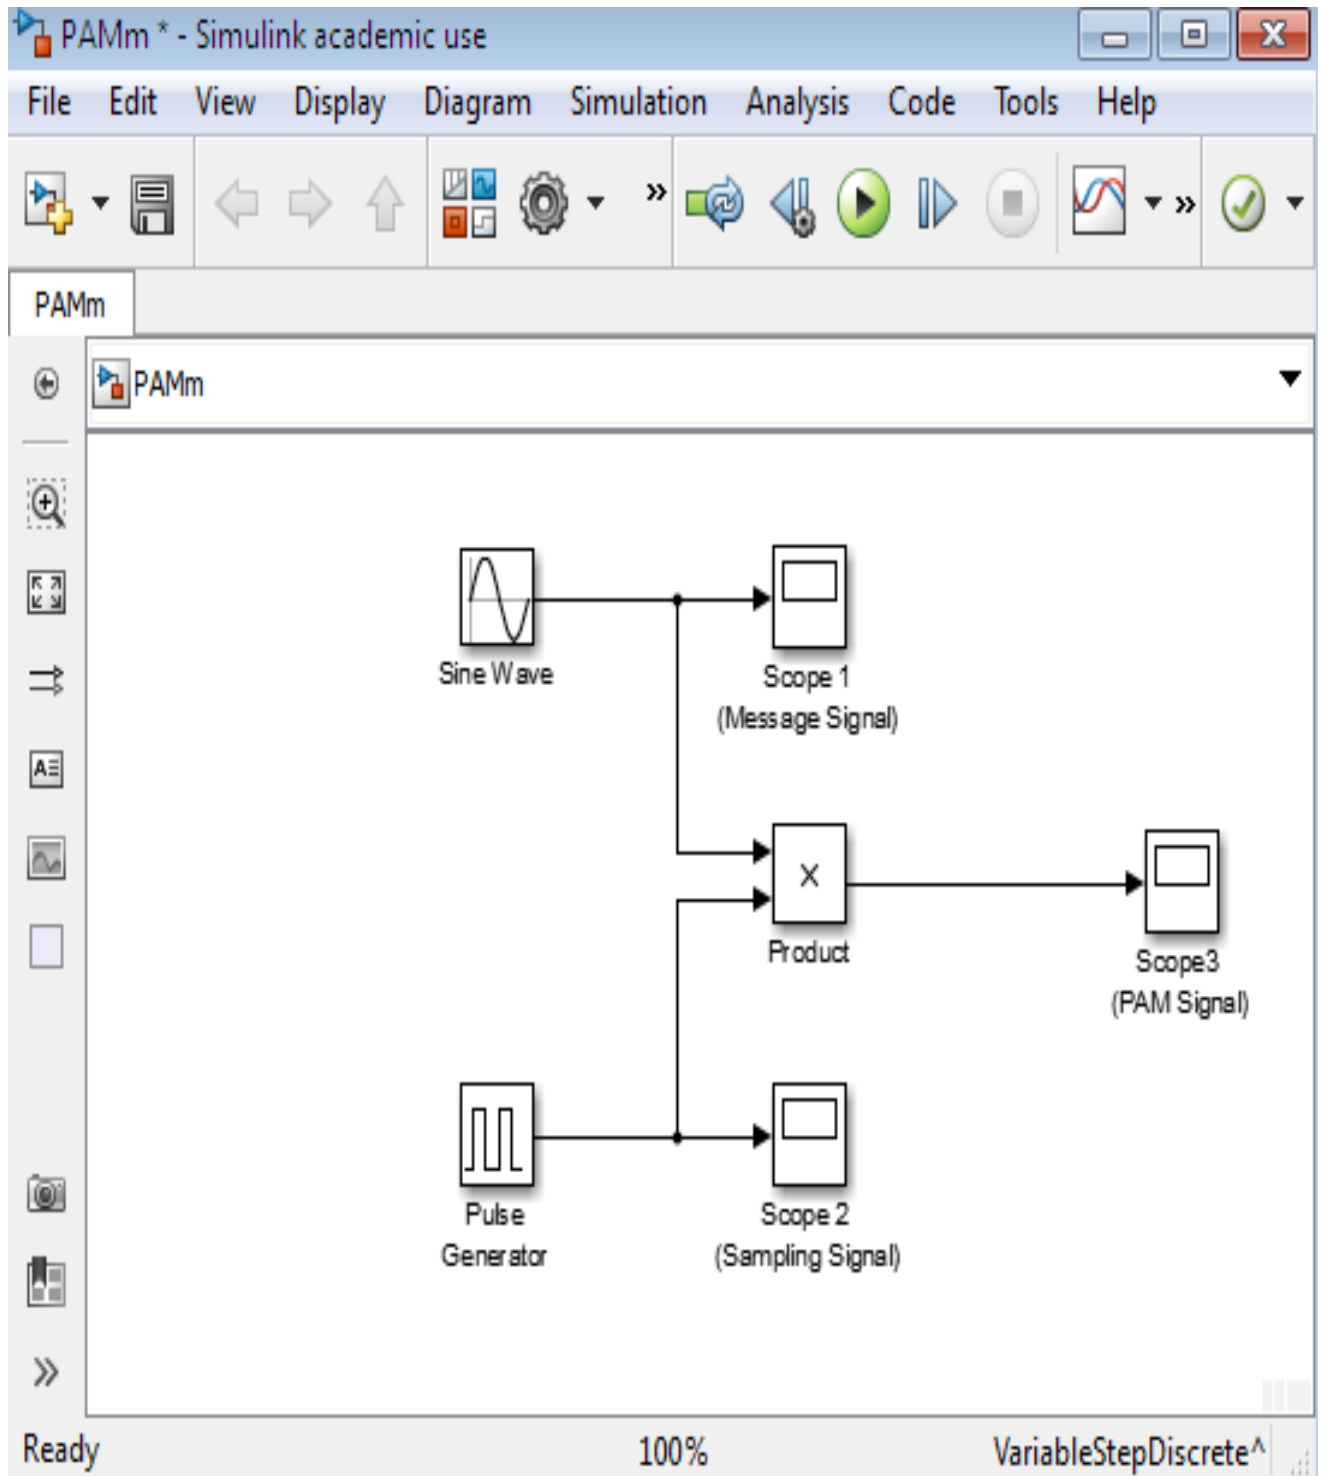 PAMm * - Simulink academic use
File Edit View Display Diagram Simulation Analysis Code Tools Help
PAMm
PAMm
Sine Wave
Scope 1
(Message Signal)
X
Product
Scope3
(PAM Signal)
Pulse
Generator
Scope 2
(Sampling Signal)
Ready 100% VariableStepDiscrete^